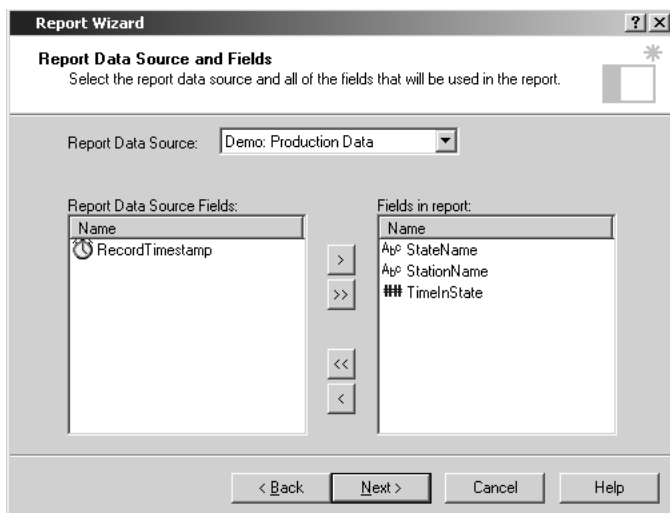 Report Wizard
? X
Report Data Source and Fields
Select the report data source and all of the fields that will be used in the report.
Report Data Source: Demo: Production Data
Report Data Source Fields:
Name
RecordTimestamp
>
>>
<<
<
Fields in report:
Name
Abc StateName
Abc StationName
## TimeInState
< Back Next > Cancel Help